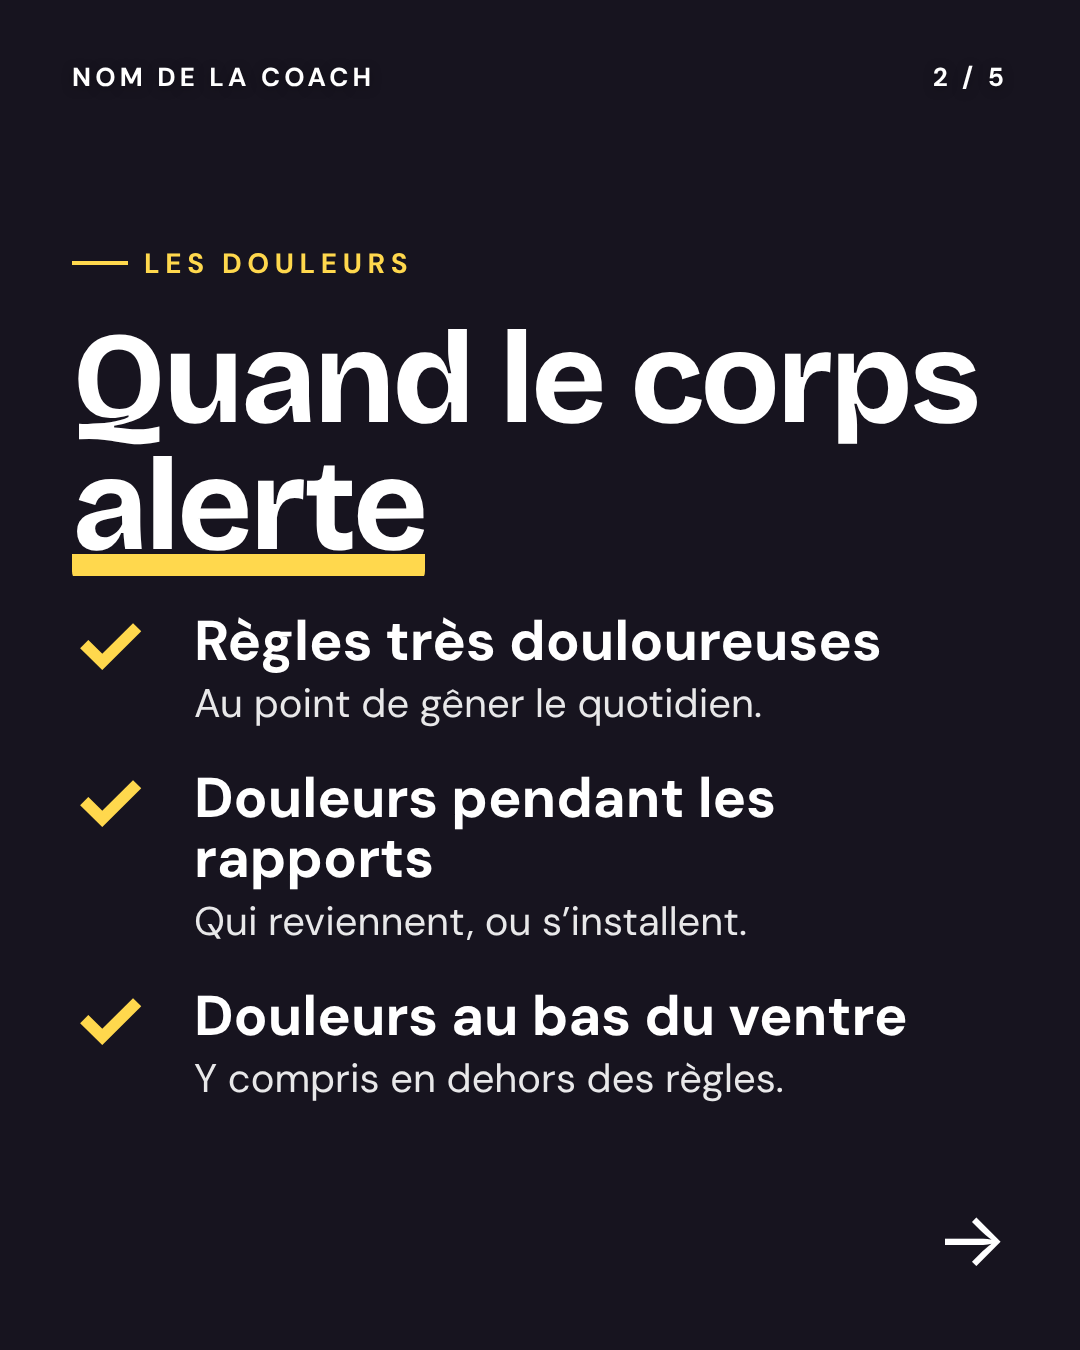 NOM DE LA COACH
2 / 5
LES DOULEURS
Quand le corps
alerte
Règles très douloureuses
Au point de gêner le quotidien.
Douleurs pendant les
rapports
Qui reviennent, ou s’installent.
Douleurs au bas du ventre
Y compris en dehors des règles.